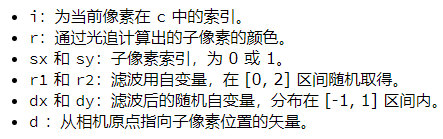 • i：为当前像素在 c 中的索引。
• r：通过光追计算出的子像素的颜色。
• sx 和 sy：子像素索引，为 0 或 1。
• r1 和 r2：滤波用自变量，在 [0, 2] 区间随机取得。
• dx 和 dy：滤波后的随机自变量，分布在 [-1, 1] 区间内。
• d ：从相机原点指向子像素位置的矢量。